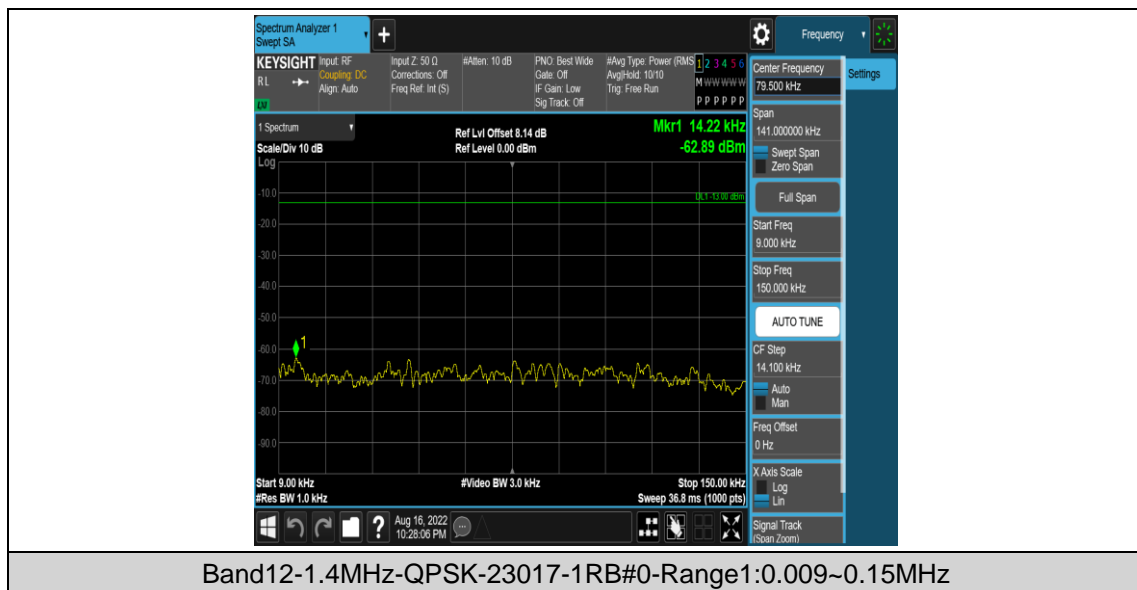 Spectrum Analyzer 1
Swept SA
Frequency
KEYSIGHT
RL
LXI
Input: RF
Coupling: DC
Align: Auto
Input Z: 50 Ω
Corrections: Off
Freq Ref: Int (S)
#Atten: 10 dB
PNO: Best Wide
Gate: Off
IF Gain: Low
Sig Track: Off
#Avg Type: Power (RMS
Avg|Hold: 10/10
Trig: Free Run
1 2 3 4 5 6
M W W W W W
P P P P P P
Center Frequency
79.500 kHz
Settings
Span
141.000000 kHz
Swept Span
Zero Span
Full Span
Start Freq
9.000 kHz
Stop Freq
150.000 kHz
AUTO TUNE
CF Step
14.100 kHz
Auto
Man
Freq Offset
0 Hz
X Axis Scale
Log
Lin
Signal Track
(Span Zoom)
1 Spectrum
Scale/Div 10 dB
Log
Ref Lvl Offset 8.14 dB
Ref Level 0.00 dBm
Mkr1 14.22 kHz
-62.89 dBm
DL1 -13.00 dBm
-10.0
-20.0
-30.0
-40.0
-50.0
-60.0
-70.0
-80.0
-90.0
1
Start 9.00 kHz
#Res BW 1.0 kHz
#Video BW 3.0 kHz
Stop 150.00 kHz
Sweep 36.8 ms (1000 pts)
?
Aug 16, 2022
10:28:06 PM
Band12-1.4MHz-QPSK-23017-1RB#0-Range1:0.009~0.15MHz